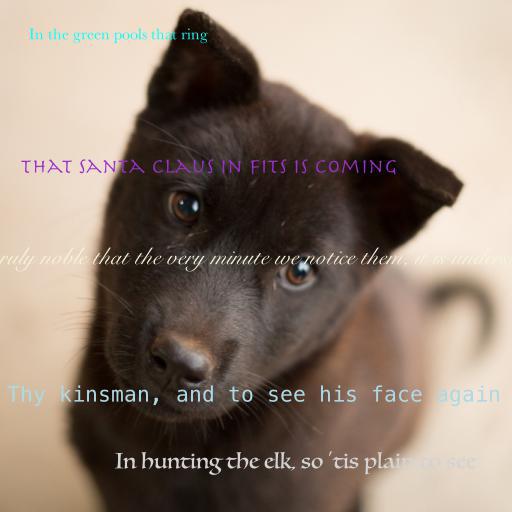 In the green pools that ring
That Santa Claus in fits is coming
noble that the very minute we notice them, it is
Thy kinsman, and to see his face again
In hunting the elk, so 'tis plain to see